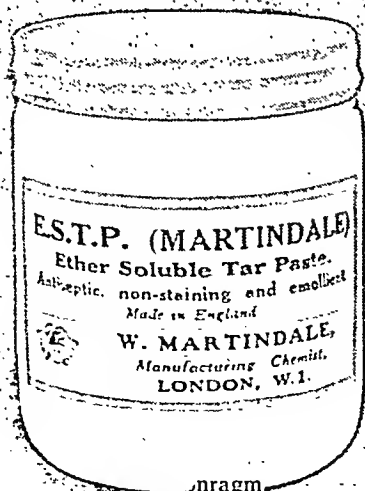 E.S.T.P. (MARTINDALE)
Ether Soluble Tar Paste.
Antiseptic, non-staining and emollient
Made in England
W. MARTINDALE,
Manufacturing Chemist,
LONDON, W.1.